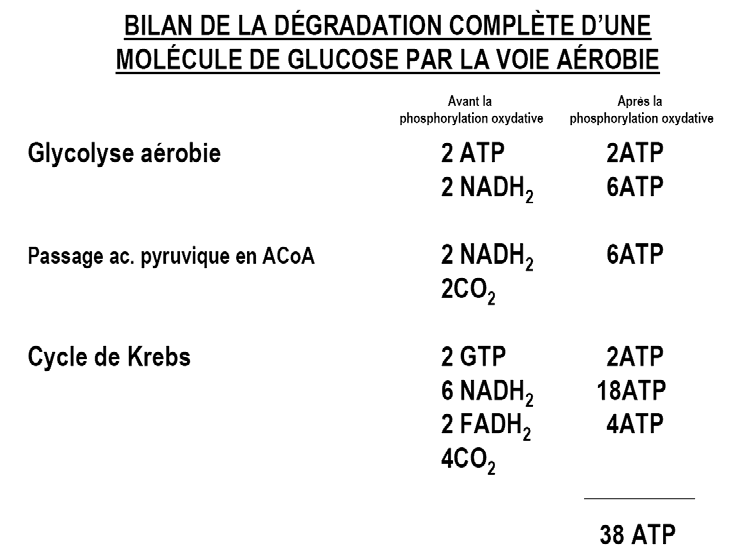 BILAN DE LA DÉGRADATION COMPLÈTE D’UNE
MOLÉCULE DE GLUCOSE PAR LA VOIE AÉROBIE
Avant la phosphorylation oxydative
Après la phosphorylation oxydative
Glycolyse aérobie 2 ATP 2ATP
2 NADH₂ 6ATP
Passage ac. pyruvique en ACoA 2 NADH₂ 6ATP
2CO₂
Cycle de Krebs 2 GTP 2ATP
6 NADH₂ 18ATP
2 FADH₂ 4ATP
4CO₂
38 ATP